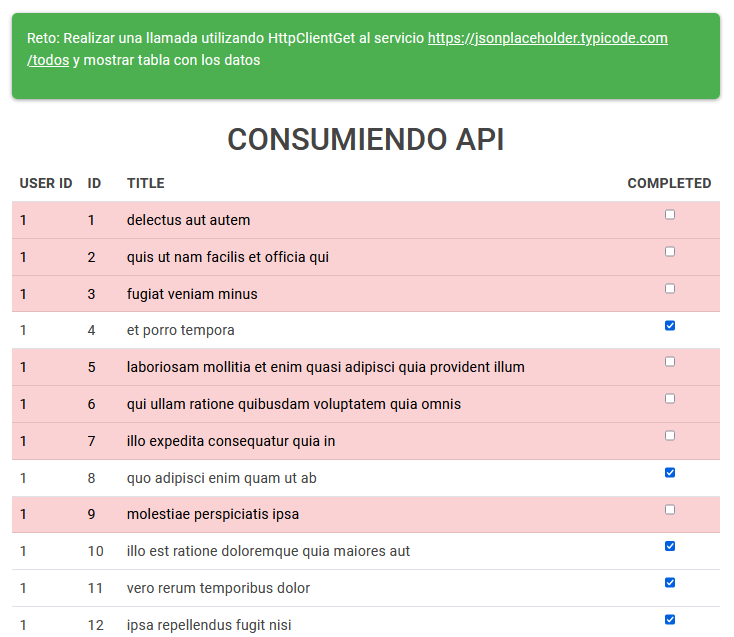 Reto: Realizar una llamada utilizando HttpClientGet al servicio https://jsonplaceholder.typicode.com
/todos y mostrar tabla con los datos
CONSUMIENDO API
USER ID ID TITLE COMPLETED
1 1 delectus aut autem
1 2 quis ut nam facilis et officia qui
1 3 fugiat veniam minus
1 4 et porro tempora
1 5 laboriosam mollitia et enim quasi adipisci quia provident illum
1 6 qui ullam ratione quibusdam voluptatem quia omnis
1 7 illo expedita consequatur quia in
1 8 quo adipisci enim quam ut ab
1 9 molestiae perspiciatis ipsa
1 10 illo est ratione doloremque quia maiores aut
1 11 vero rerum temporibus dolor
1 12 ipsa repellendus fugit nisi